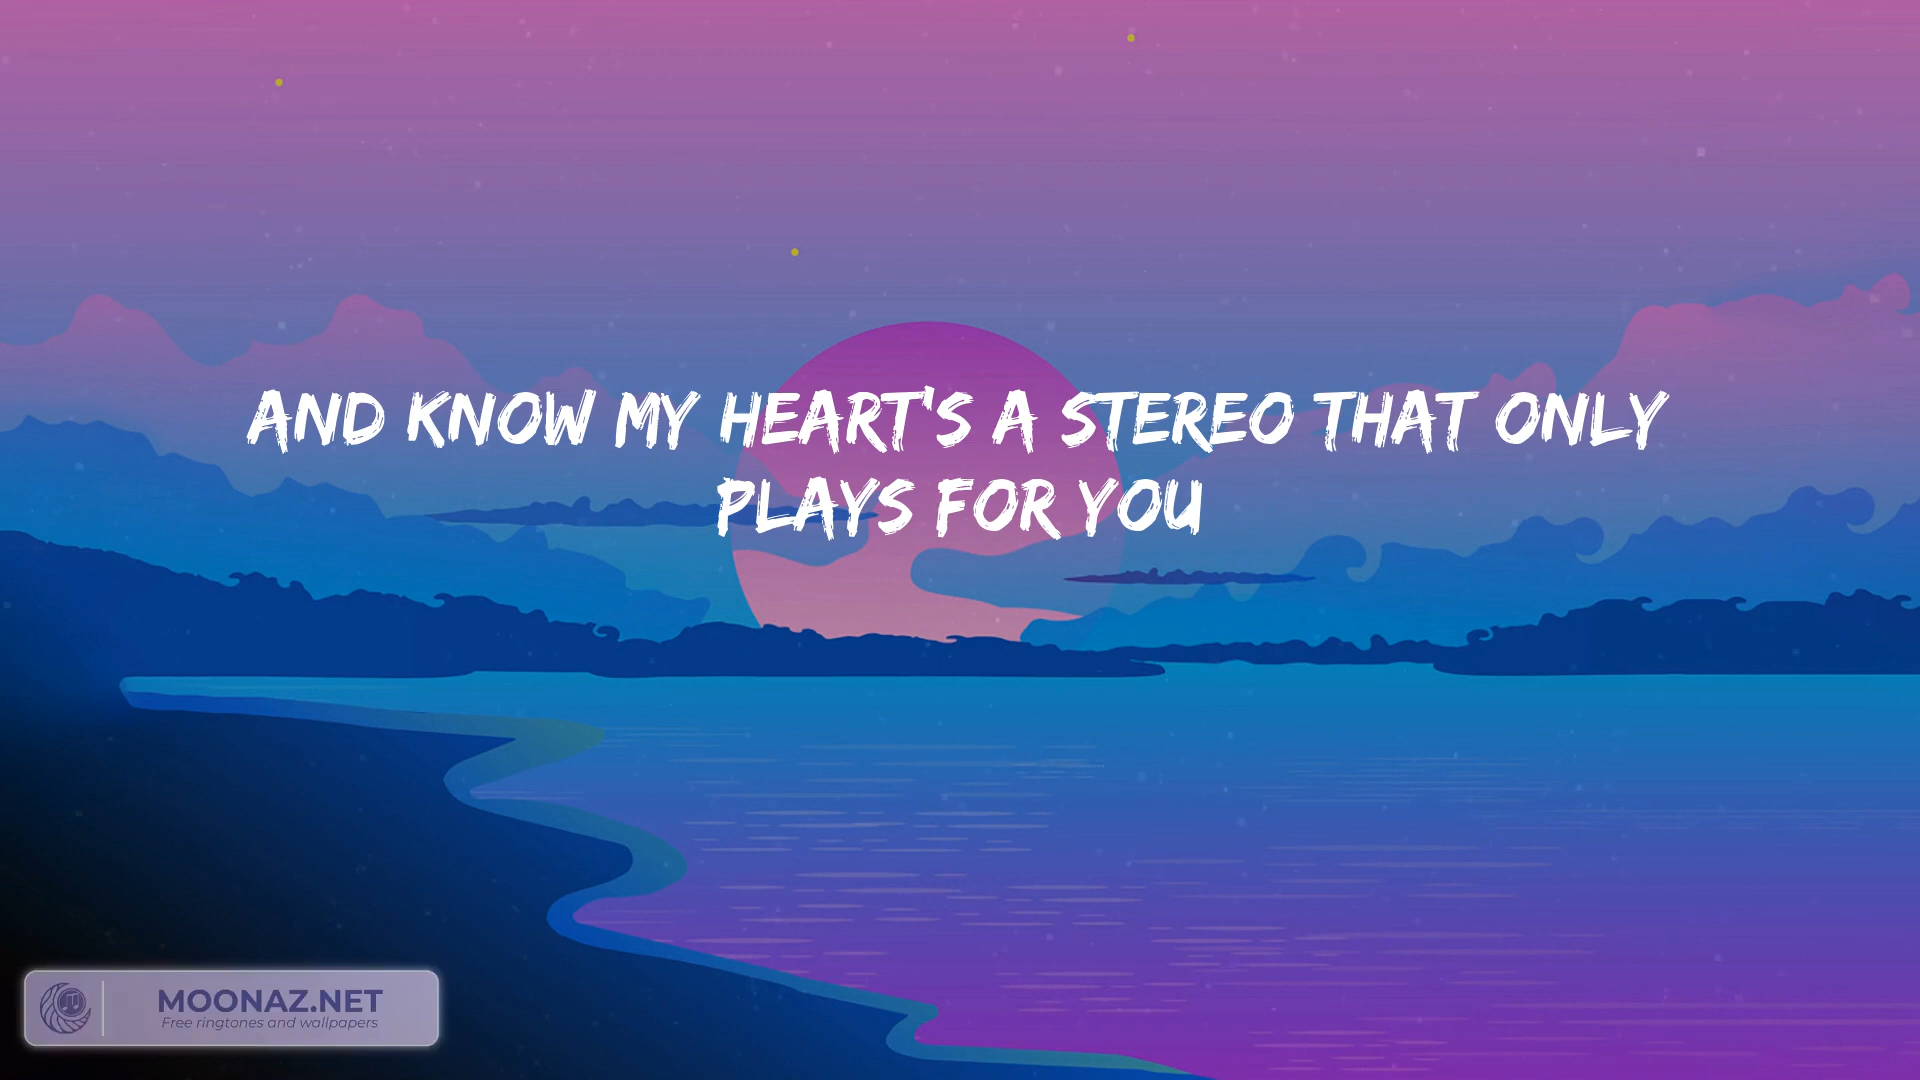 AND KNOW MY HEART'S A STEREO THAT ONLY
PLAYS FOR YOU
MOONAZ.NET
Free ringtones and wallpapers